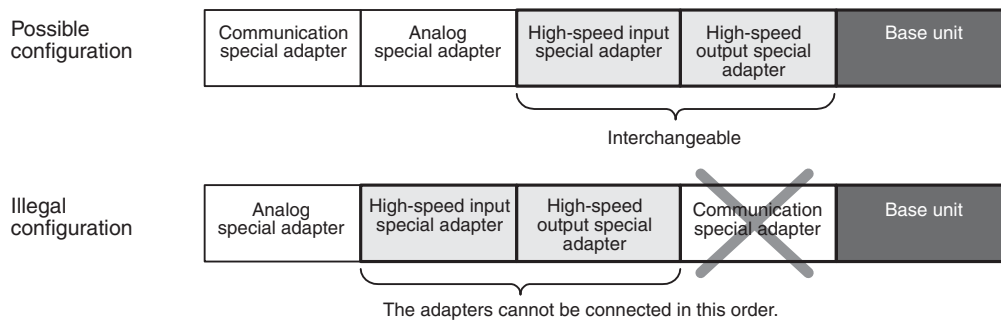 Possible
configuration
Communication
special adapter
Analog
special adapter
High-speed input
special adapter
High-speed
output special
adapter
Base unit
Interchangeable
Illegal
configuration
Analog
special adapter
High-speed input
special adapter
High-speed
output special
adapter
Communication
special adapter
Base unit
The adapters cannot be connected in this order.